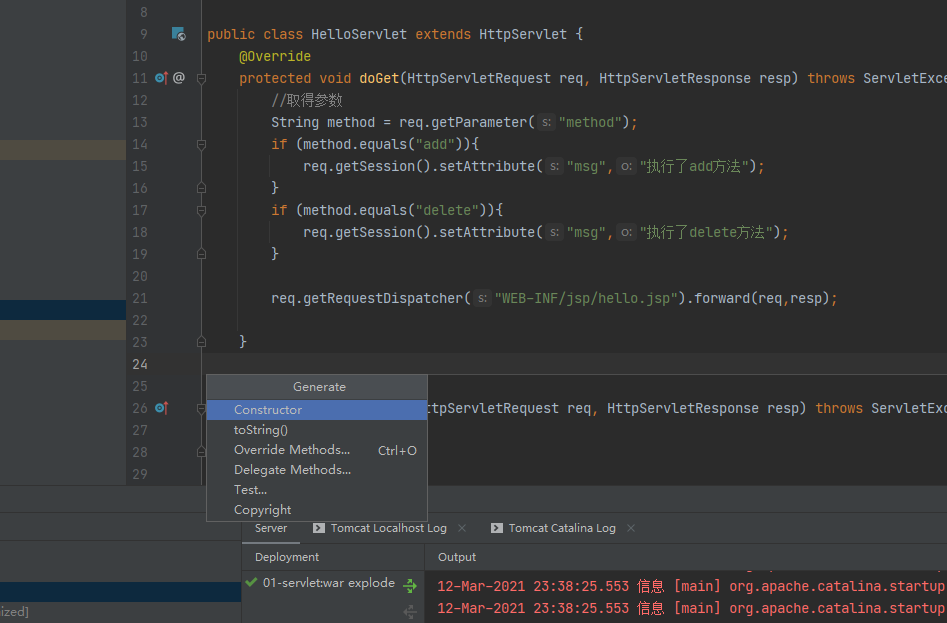 8
9 public class HelloServlet extends HttpServlet {
10 @Override
11 @ protected void doGet(HttpServletRequest req, HttpServletResponse resp) throws ServletExce
12 //取得参数
13 String method = req.getParameter( s: "method");
14 if (method.equals("add")){
15 req.getSession().setAttribute( s: "msg", o: "执行了add方法");
16 }
17 if (method.equals("delete")){
18 req.getSession().setAttribute( s: "msg", o: "执行了delete方法");
19 }
20
21 req.getRequestDispatcher( s: "WEB-INF/jsp/hello.jsp").forward(req,resp);
22
23 }
24
25
26 ttpServletRequest req, HttpServletResponse resp) throws ServletExce
27
28
29
Generate
Constructor
toString()
Override Methods... Ctrl+O
Delegate Methods...
Test...
Copyright
Server Tomcat Localhost Log × Tomcat Catalina Log ×
Deployment Output
01-servlet:war explode
12-Mar-2021 23:38:25.553 信息 [main] org.apache.catalina.startup
12-Mar-2021 23:38:25.553 信息 [main] org.apache.catalina.startup
ized]